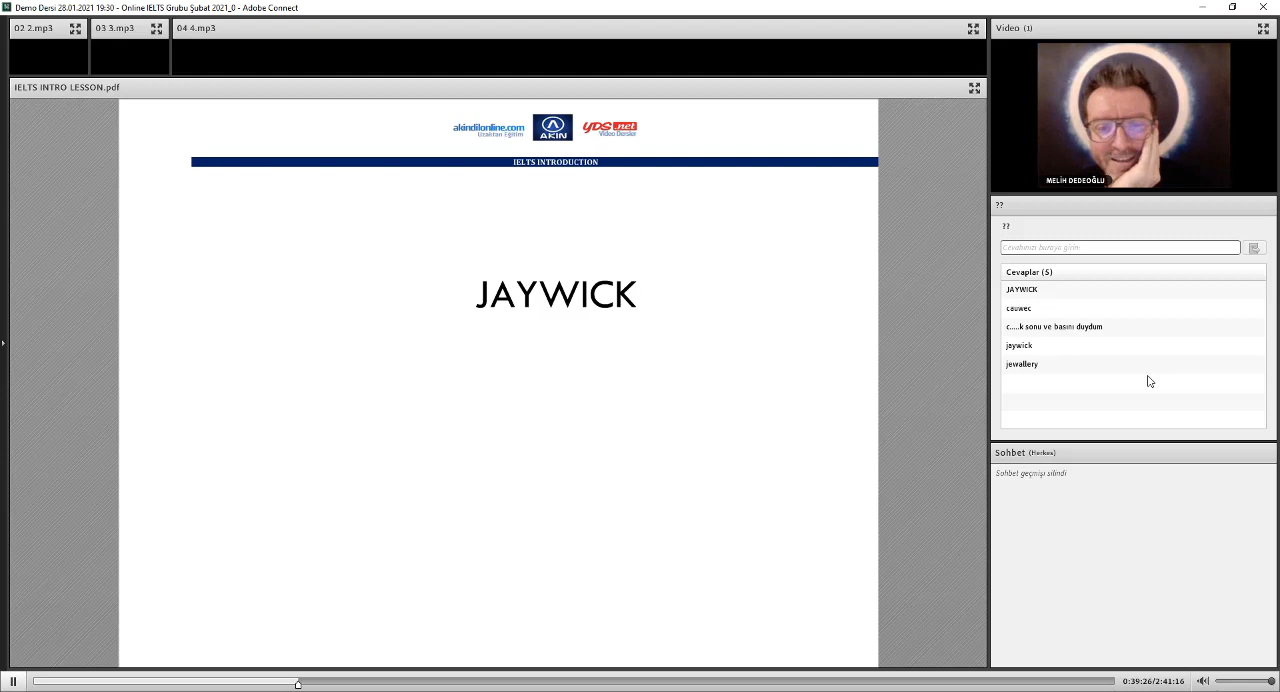 Demo Dersi 28.01.2021 19:30 - Online IELTS Grubu Şubat 2021_0 - Adobe Connect
02 2.mp3
03 3.mp3
04 4.mp3
Video (1)
MELİH DEDEOĞLU
IELTS INTRO LESSON.pdf
akindilonline.com
Uzaktan Eğitim
AKIN
YDS.net
Video Dersler
IELTS INTRODUCTION
JAYWICK
??
??
Cevabınızı buraya girin
Cevaplar (5)
JAYWICK
cauwec
c.....k sonu ve basını duydum
jaywick
jewallery
Sohbet (Herkes)
Sohbet geçmişi silindi
0:39:26/2:41:16